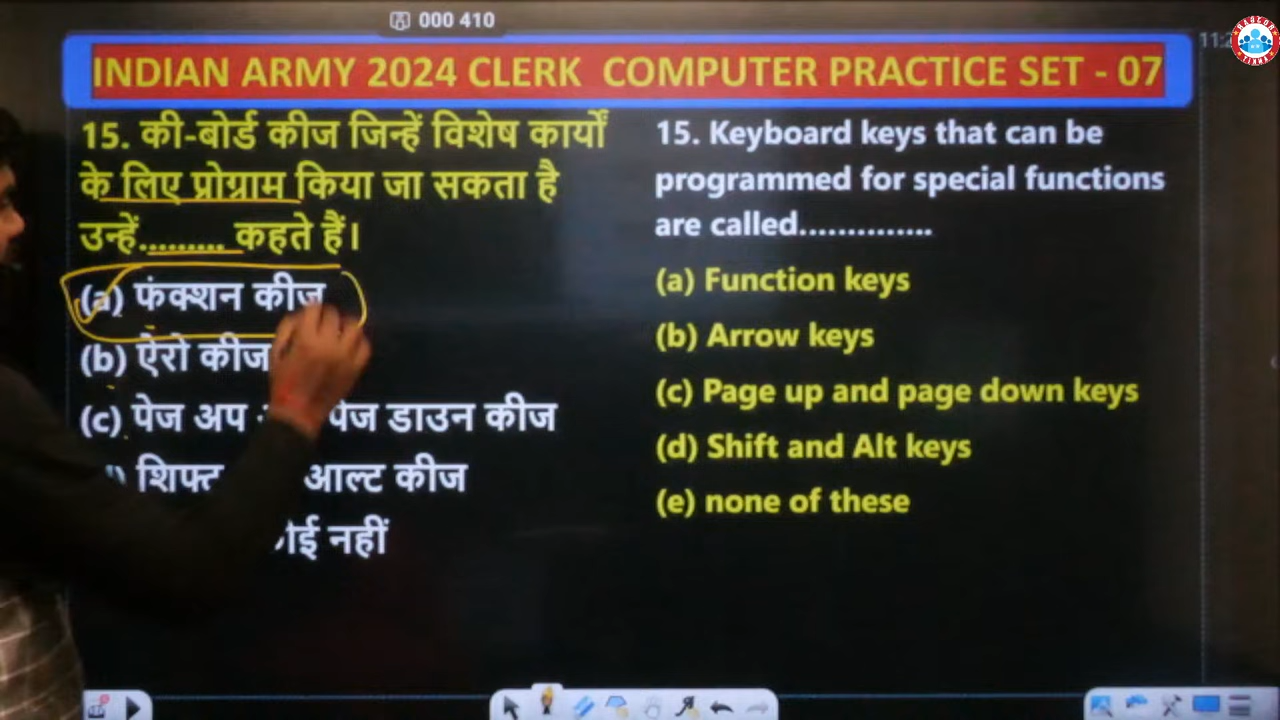 000 410
INDIAN ARMY 2024 CLERK COMPUTER PRACTICE SET - 07
15. की-बोर्ड कीज जिन्हें विशेष कार्यों
के लिए प्रोग्राम किया जा सकता है
उन्हें......... कहते हैं।
(a) फंक्शन कीज
(b) ऐरो कीज
(c) पेज अप पेज डाउन कीज
शिफ्ट आल्ट कीज
नहीं
15. Keyboard keys that can be
programmed for special functions
are called..............
(a) Function keys
(b) Arrow keys
(c) Page up and page down keys
(d) Shift and Alt keys
(e) none of these